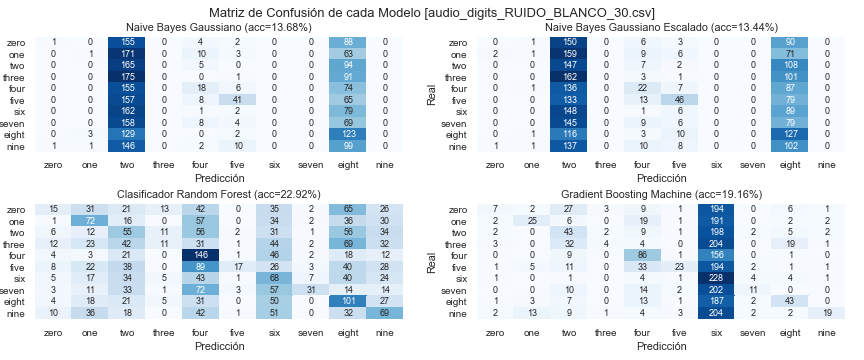 Matriz de Confusión de cada Modelo [audio_digits_RUIDO_BLANCO_30.csv]
Naive Bayes Gaussiano (acc=13.68%)
zero 1 0 155 0 4 2 0 0 88 0
one 0 0 171 0 10 0 0 0 63 0
two 0 0 165 0 5 0 0 0 94 0
three 0 0 175 0 0 1 0 0 91 0
four 0 0 155 0 18 6 0 0 74 0
five 0 0 157 0 8 41 0 0 65 0
six 0 0 162 0 1 2 0 0 79 0
seven 0 0 158 0 8 4 0 0 69 0
eight 0 3 129 0 0 2 0 0 123 0
nine 1 1 146 0 2 10 0 0 99 0
zero one two three four five six seven eight nine
Predicción
Naive Bayes Gaussiano Escalado (acc=13.44%)
Real
0 1 150 0 6 3 0 0 90 0
2 1 159 0 9 6 0 0 71 0
0 0 147 0 7 2 0 0 108 0
0 0 162 0 3 1 0 0 101 0
0 1 136 0 22 7 0 0 87 0
0 0 133 0 13 46 0 0 79 0
0 0 148 0 1 6 0 0 89 0
0 0 145 0 9 6 0 0 79 0
0 1 116 0 3 10 0 0 127 0
0 1 137 0 10 8 0 0 102 0
zero one two three four five six seven eight nine
Predicción
Clasificador Random Forest (acc=22.92%)
zero 15 31 21 13 42 0 35 2 65 26
one 1 72 16 0 57 0 34 2 36 30
two 6 12 55 11 56 2 31 1 56 34
three 12 23 42 11 31 1 44 2 69 32
four 4 3 21 0 146 1 46 2 18 12
five 8 22 38 0 89 17 26 3 40 28
six 5 17 34 5 43 1 68 7 40 24
seven 3 11 33 1 72 3 57 31 14 14
eight 4 18 21 5 31 0 50 0 101 27
nine 10 36 18 0 42 1 51 0 32 69
zero one two three four five six seven eight nine
Predicción
Gradient Boosting Machine (acc=19.16%)
Real
7 2 27 3 9 1 194 0 6 1
2 25 6 0 19 1 191 0 2 2
2 0 43 2 9 1 198 2 5 2
3 0 32 4 4 0 204 0 19 1
0 0 9 0 86 1 156 0 1 0
1 5 11 0 33 23 194 2 1 1
1 0 1 0 4 1 228 4 4 1
0 0 10 0 14 2 202 11 0 0
1 3 7 0 13 1 187 2 43 0
2 13 9 1 4 3 204 2 2 19
zero one two three four five six seven eight nine
Predicción